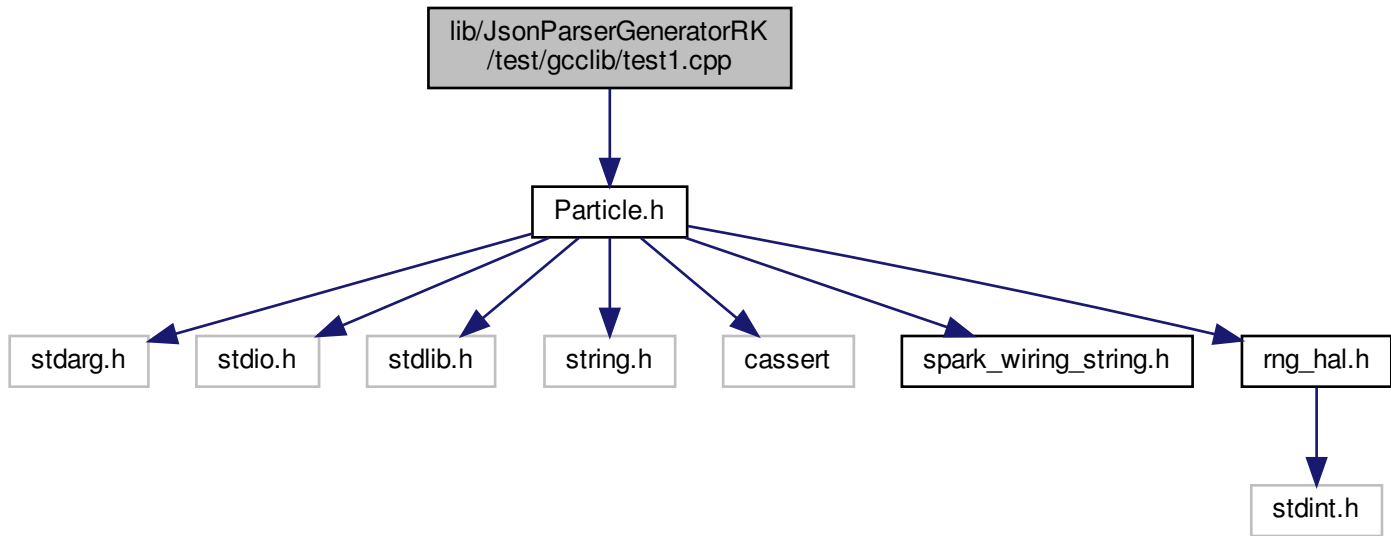 lib/JsonParserGeneratorRK
/test/gcclib/test1.cpp
Particle.h
stdarg.h
stdio.h
stdlib.h
string.h
cassert
spark_wiring_string.h
rng_hal.h
stdint.h